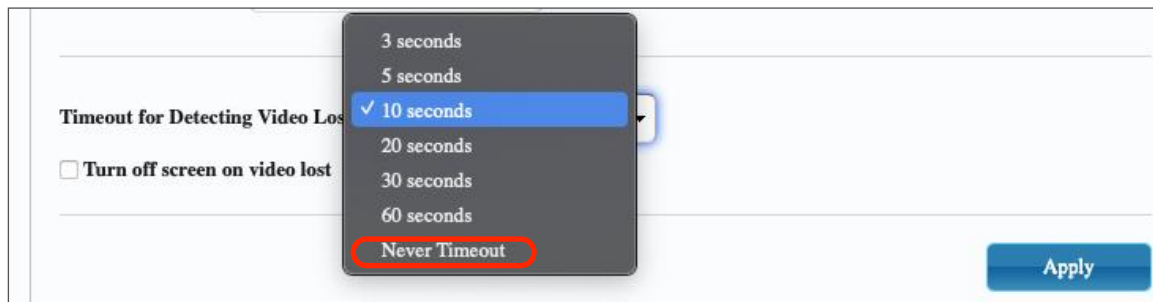 3 seconds
5 seconds
Timeout for Detecting Video Los ✓ 10 seconds
20 seconds
Turn off screen on video lost
30 seconds
60 seconds
Never Timeout
Apply